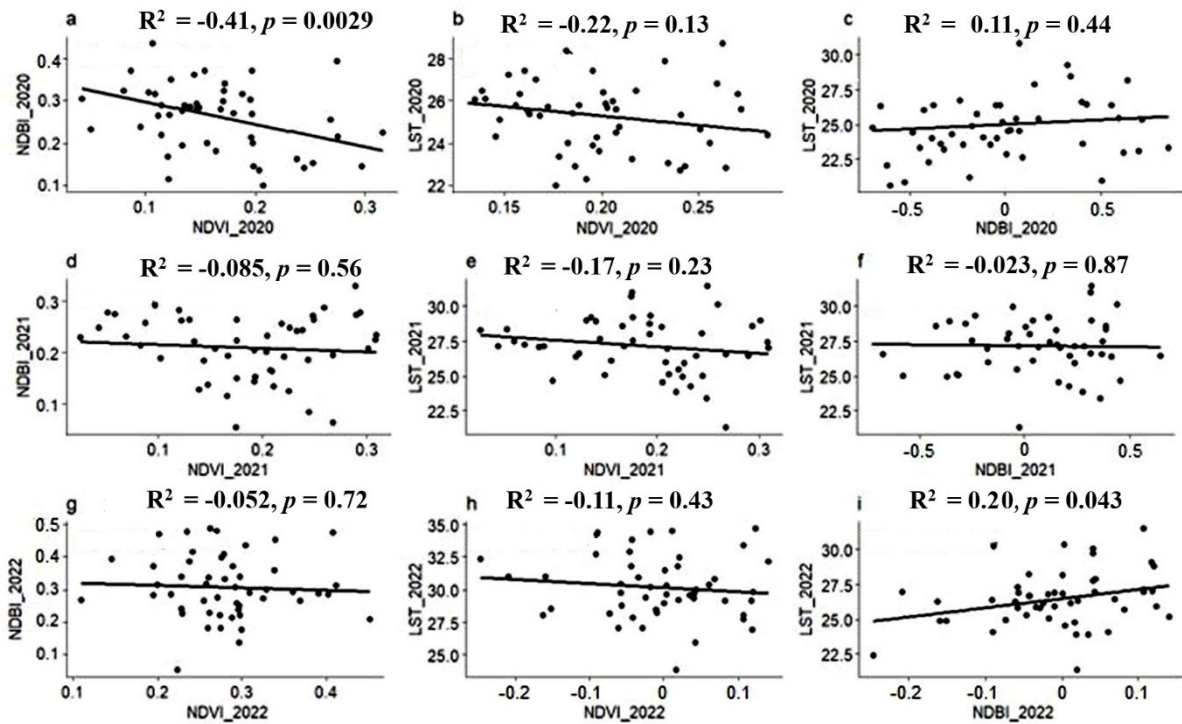 a R² = -0.41, p = 0.0029
NDBI_2020
0.4
0.3
0.2
0.1
0.1 0.2 0.3
NDVI_2020
b R² = -0.22, p = 0.13
LST_2020
28
26
24
22
0.15 0.20 0.25
NDVI_2020
c R² = 0.11, p = 0.44
LST_2020
30.0
27.5
25.0
22.5
-0.5 0 0.5
NDBI_2020
d R² = -0.085, p = 0.56
NDBI_2021
0.3
0.2
0.1
0.1 0.2 0.3
NDVI_2021
e R² = -0.17, p = 0.23
LST_2021
30.0
27.5
25.0
22.5
0.1 0.2 0.3
NDVI_2021
f R² = -0.023, p = 0.87
LST_2021
30.0
27.5
25.0
22.5
-0.5 0 0.5
NDBI_2021
g R² = -0.052, p = 0.72
NDBI_2022
0.5
0.4
0.3
0.2
0.1
0.1 0.2 0.3 0.4
NDVI_2022
h R² = -0.11, p = 0.43
LST_2022
35.0
32.5
30.0
27.5
25.0
-0.2 -0.1 0 0.1
NDVI_2022
i R² = 0.20, p = 0.043
LST_2022
30.0
27.5
25.0
22.5
-0.2 -0.1 0 0.1
NDBI_2022